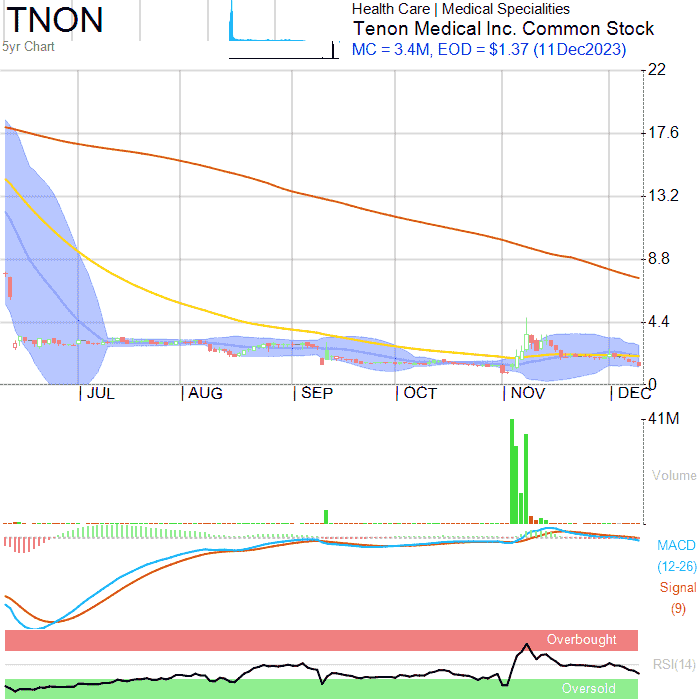 TNON
5yr Chart
Health Care | Medical Specialities
Tenon Medical Inc. Common Stock
MC = 3.4M, EOD = $1.37 (11Dec2023)
22
17.6
13.2
8.8
4.4
0
JUL
AUG
SEP
OCT
NOV
DEC
41M
Volume
MACD
(12-26)
Signal
(9)
Overbought
RSI(14)
Oversold